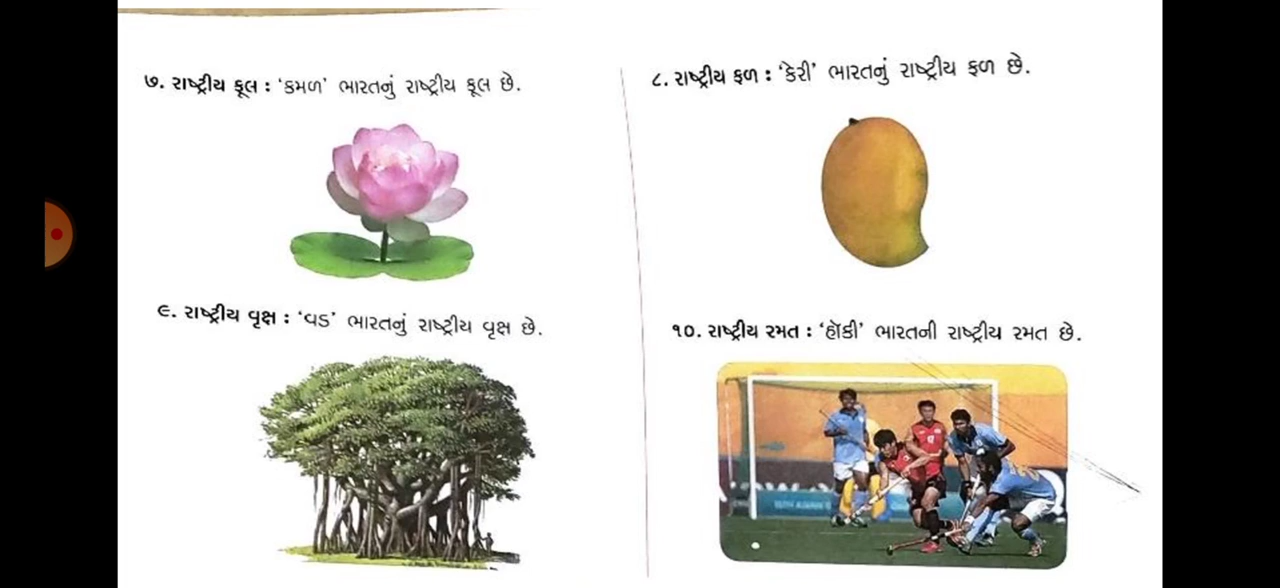 ૭. રાષ્ટ્રીય ફૂલ : ‘કમળ’ ભારતનું રાષ્ટ્રીય ફૂલ છે.
૮. રાષ્ટ્રીય ફળ : ‘કેરી’ ભારતનું રાષ્ટ્રીય ફળ છે.
૯. રાષ્ટ્રીય વૃક્ષ : ‘વડ’ ભારતનું રાષ્ટ્રીય વૃક્ષ છે.
૧૦. રાષ્ટ્રીય રમત : ‘હૉકી’ ભારતની રાષ્ટ્રીય રમત છે.